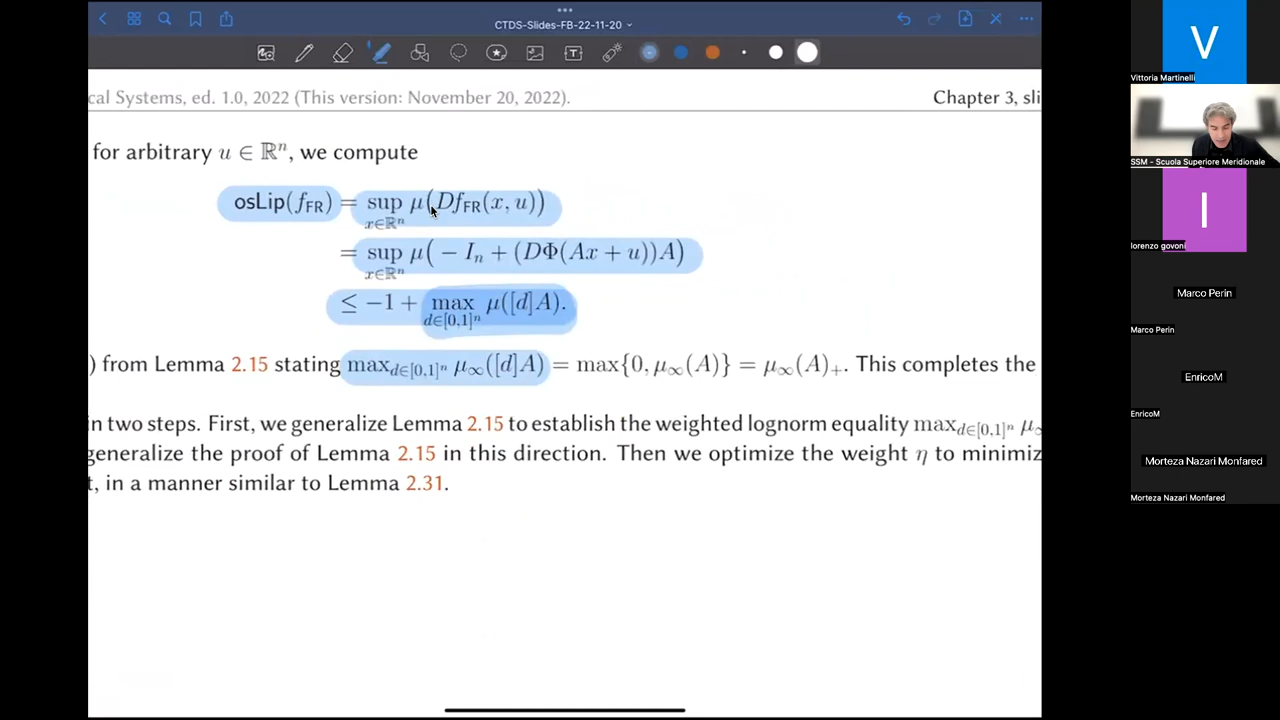 CTDS-Slides-FB-22-11-20
cal Systems, ed. 1.0, 2022 (This version: November 20, 2022).
Chapter 3, sli
for arbitrary u ∈ ℝⁿ, we compute
osLip(f_FR) = sup_{x∈ℝⁿ} μ(Df_FR(x, u))
= sup_{x∈ℝⁿ} μ(− I_n + (DΦ(Ax + u))A)
≤ −1 + max_{d∈[0,1]ⁿ} μ([d]A).
) from Lemma 2.15 stating max_{d∈[0,1]ⁿ} μ_∞([d]A) = max{0, μ_∞(A)} = μ_∞(A)_+. This completes the
n two steps. First, we generalize Lemma 2.15 to establish the weighted lognorm equality max_{d∈[0,1]ⁿ} μ
generalize the proof of Lemma 2.15 in this direction. Then we optimize the weight η to minimiz
t, in a manner similar to Lemma 2.31.
V
Vittoria Martinelli
SSM - Scuola Superiore Meridionale
I
lorenzo govoni
Marco Perin
Marco Perin
EnricoM
EnricoM
Morteza Nazari Monfared
Morteza Nazari Monfared